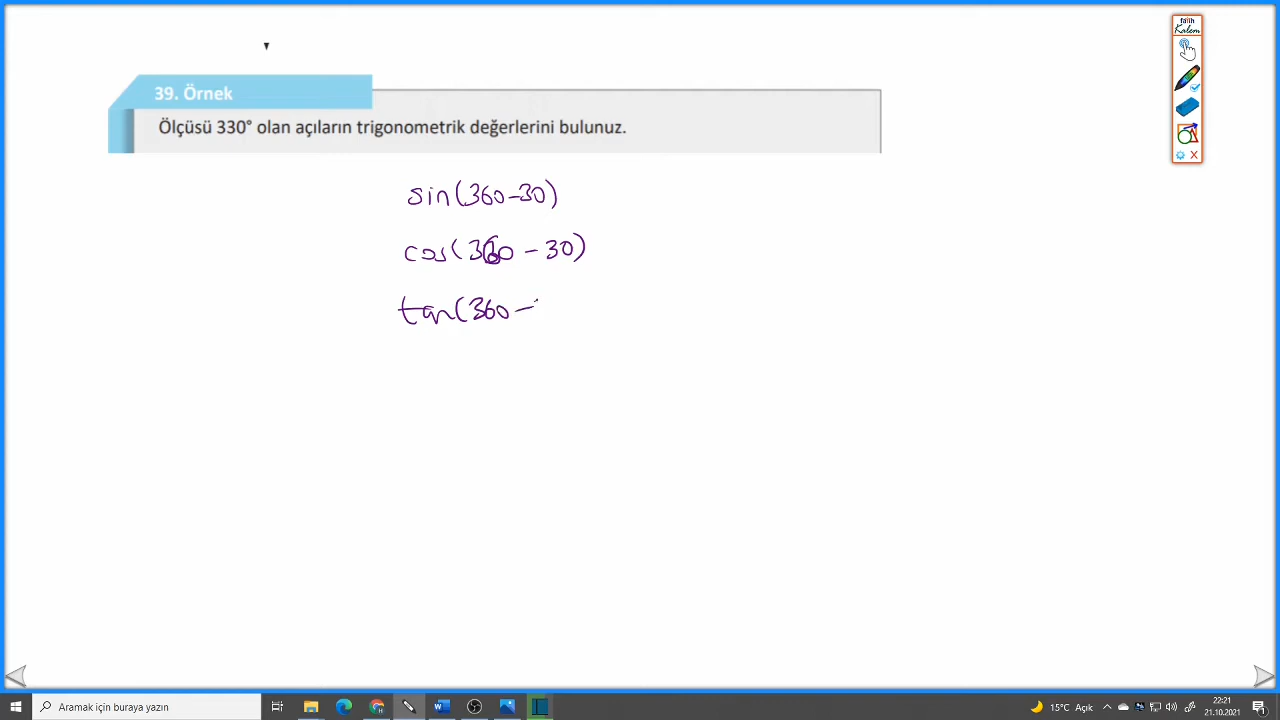 fatih
Kalem
39. Örnek
Ölçüsü 330° olan açıların trigonometrik değerlerini bulunuz.
sin(360-30)
cos(360-30)
tan(360-
Aramak için buraya yazın
15°C Açık
22:21
21.10.2021
1